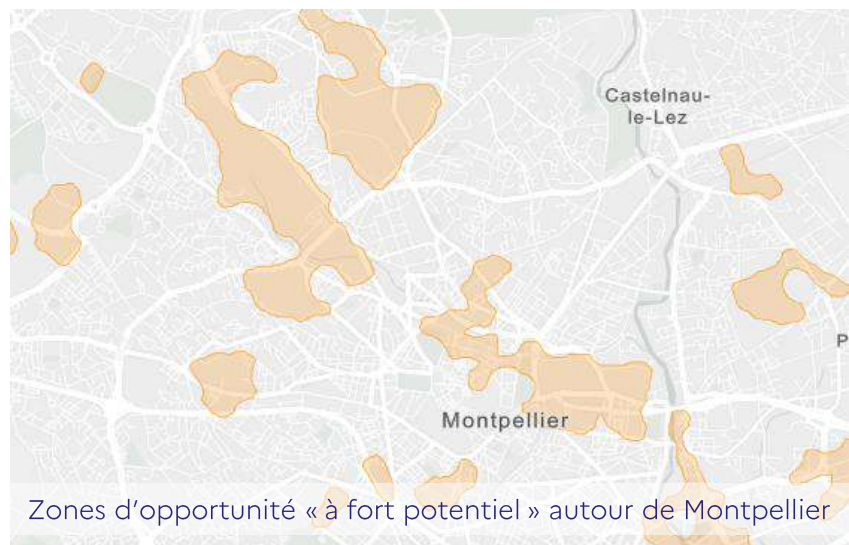 Castelnau-
le-Lez
P
Montpellier
Zones d’opportunité « à fort potentiel » autour de Montpellier